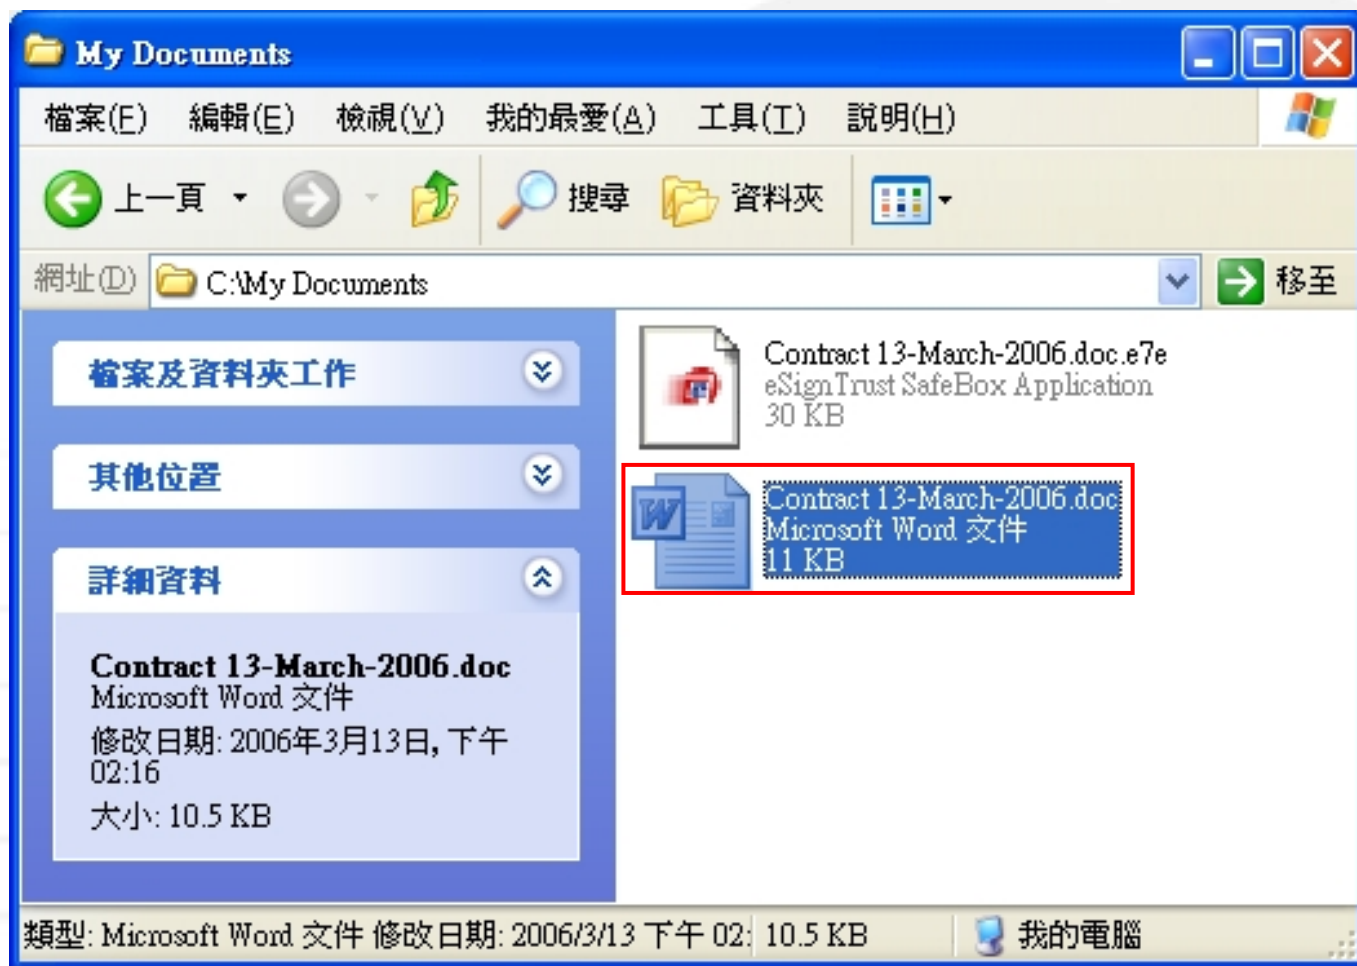 My Documents
檔案(F) 編輯(E) 檢視(V) 我的最愛(A) 工具(T) 說明(H)
上一頁 搜尋 資料夾
網址(D) C:\My Documents 移至
檔案及資料夾工作
其他位置
詳細資料
Contract 13-March-2006.doc
Microsoft Word 文件
修改日期: 2006年3月13日, 下午
02:16
大小: 10.5 KB
Contract 13-March-2006.doc.e7e
eSignTrust SafeBox Application
30 KB
Contract 13-March-2006.doc
Microsoft Word 文件
11 KB
類型: Microsoft Word 文件 修改日期: 2006/3/13 下午 02: 10.5 KB 我的電腦